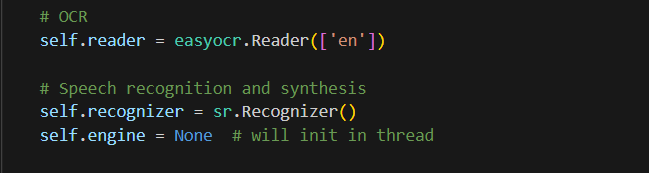 # OCR
self.reader = easyocr.Reader(['en'])
# Speech recognition and synthesis
self.recognizer = sr.Recognizer()
self.engine = None  # will init in thread